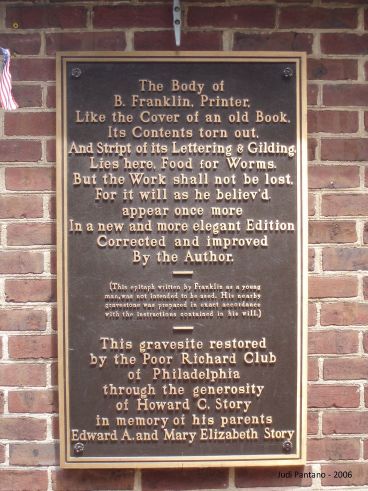 The Body of
B. Franklin, Printer,
Like the Cover of an old Book,
Its Contents torn out,
And Stript of its Lettering & Gilding,
Lies here, Food for Worms.
But the Work shall not be lost,
For it will as he believ'd
appear once more
In a new and more elegant Edition
Corrected and improved
By the Author.
(This epitaph written by Franklin as a young
man, was not intended to be used. His nearby
gravestone was prepared in exact accordance
with the instructions contained in his will.)
This gravesite restored
by the Poor Richard Club
of Philadelphia
through the generosity
of Howard C. Story
in memory of his parents
Edward A. and Mary Elizabeth Story
Judi Pantano - 2006